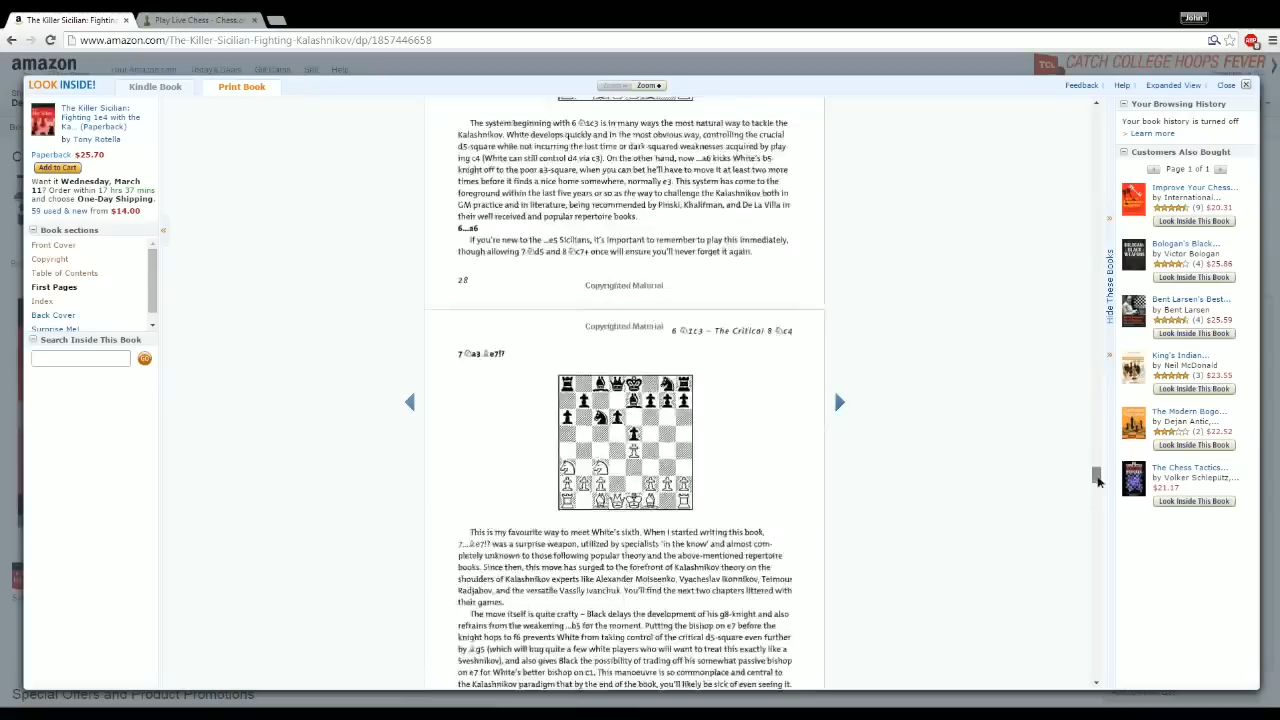 The Killer Sicilian: Fightin
Play Live Chess - Chess.c
John
www.amazon.com/The-Killer-Sicilian-Fighting-Kalashnikov/dp/1857446658
amazon
Your Amazon.com
Today's Deals
Gift Cards
Sell
Help
TCL
CATCH COLLEGE HOOPS FEVER
LOOK INSIDE!
Kindle Book
Print Book
Zoom
Feedback
Help
Expanded View
Close
The Killer Sicilian:
Fighting 1e4 with the
Ka... (Paperback)
by Tony Rotella
Paperback $25.70
Add to Cart
Want it Wednesday, March
11? Order within 17 hrs 37 mins
and choose One-Day Shipping.
59 used & new from $14.00
Book sections
Front Cover
Copyright
Table of Contents
First Pages
Index
Back Cover
Surprise Me!
Search Inside This Book
GO
The system beginning with 6 ♘1c3 is in many ways the most natural way to tackle the
Kalashnikov. White develops quickly and in the most obvious way, controlling the crucial
d5-square while not incurring the lost time or dark-squared weaknesses acquired by play-
ing c4 (White can still control d4 via c3). On the other hand, now ...a6 kicks White's b5-
knight off to the poor a3-square, when you can bet he'll have to move it at least two more
times before it finds a nice home somewhere, normally e3. This system has come to the
foreground within the last five years or so as the way to challenge the Kalashnikov both in
GM practice and in literature, being recommended by Pinski, Khalifman, and De La Villa in
their well received and popular repertoire books.
6...a6
If you're new to the ...e5 Sicilians, it's important to remember to play this immediately,
though allowing 7 ♘d5 and 8 ♘c7+ once will ensure you'll never forget it again.
28
Copyrighted Material
Copyrighted Material
6 ♘1c3 – The Critical 8 ♘c4
7 ♘a3 ♗e7!?
This is my favourite way to meet White's sixth. When I started writing this book,
7...♗e7!? was a surprise weapon, utilized by specialists 'in the know' and almost com-
pletely unknown to those following popular theory and the above-mentioned repertoire
books. Since then, this move has surged to the forefront of Kalashnikov theory on the
shoulders of Kalashnikov experts like Alexander Moiseenko, Vyacheslav Ikonnikov, Teimour
Radjabov, and the versatile Vassily Ivanchuk. You'll find the next two chapters littered with
their games.
The move itself is quite crafty – Black delays the development of his g8-knight and also
refrains from the weakening ...b5 for the moment. Putting the bishop on e7 before the
knight hops to f6 prevents White from taking control of the critical d5-square even further
by ♗g5 (which will bug quite a few white players who will want to treat this exactly like a
Sveshnikov), and also gives Black the possibility of trading off his somewhat passive bishop
on e7 for White's better bishop on c1. This manoeuvre is so commonplace and central to
the Kalashnikov paradigm that by the end of the book, you'll likely be sick of even seeing it.
Hide These Books
Your Browsing History
Your book history is turned off
> Learn more
Customers Also Bought
Page 1 of 1
Improve Your Chess...
by International...
(9) $20.31
Look Inside This Book
Bologan's Black...
by Victor Bologan
(4) $25.86
Look Inside This Book
Bent Larsen's Best...
by Bent Larsen
(4) $25.59
Look Inside This Book
King's Indian...
by Neil McDonald
(3) $23.55
Look Inside This Book
The Modern Bogo...
by Dejan Antic,...
(2) $22.52
Look Inside This Book
The Chess Tactics...
by Volker Schleputz,...
$21.17
Look Inside This Book
Special Offers and Product Promotions